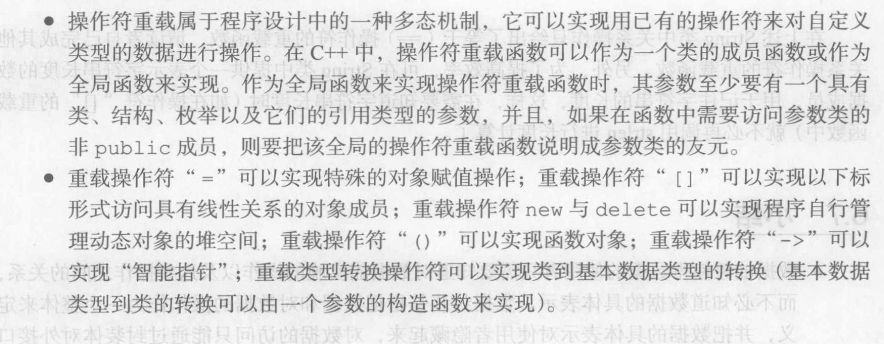 ● 操作符重载属于程序设计中的一种多态机制，它可以实现用已有的操作符来对自定义
类型的数据进行操作。在C++中，操作符重载函数可以作为一个类的成员函数或作为
全局函数来实现。作为全局函数来实现操作符重载函数时，其参数至少要有一个具有
类、结构、枚举以及它们的引用类型的参数，并且，如果在函数中需要访问参数类的
非public成员，则要把该全局的操作符重载函数说明成参数类的友元。
● 重载操作符“=”可以实现特殊的对象赋值操作；重载操作符“[]”可以实现以下标
形式访问具有线性关系的对象成员；重载操作符new与delete可以实现程序自行管
理动态对象的堆空间；重载操作符“()”可以实现函数对象；重载操作符“->”可以
实现“智能指针”；重载类型转换操作符可以实现类到基本数据类型的转换（基本数据
类型到类的转换可以由一个参数的构造函数来实现）。